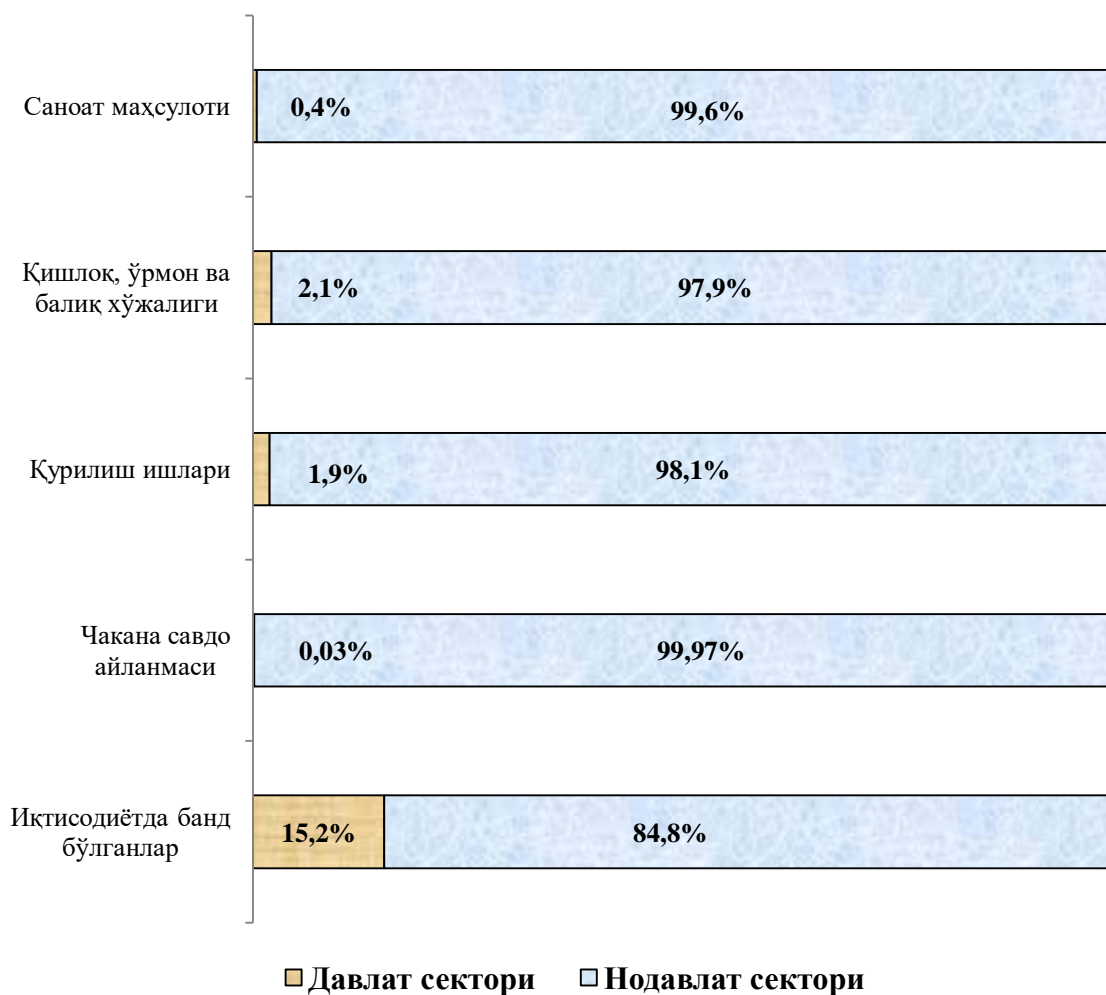 Саноат маҳсулоти
0,4%
99,6%
Қишлоқ, ўрмон ва
балиқ хўжалиги
2,1%
97,9%
Қурилиш ишлари
1,9%
98,1%
Чакана савдо
айланмаси
0,03%
99,97%
Иқтисодиётда банд
бўлганлар
15,2%
84,8%
Давлат сектори
Нодавлат сектори